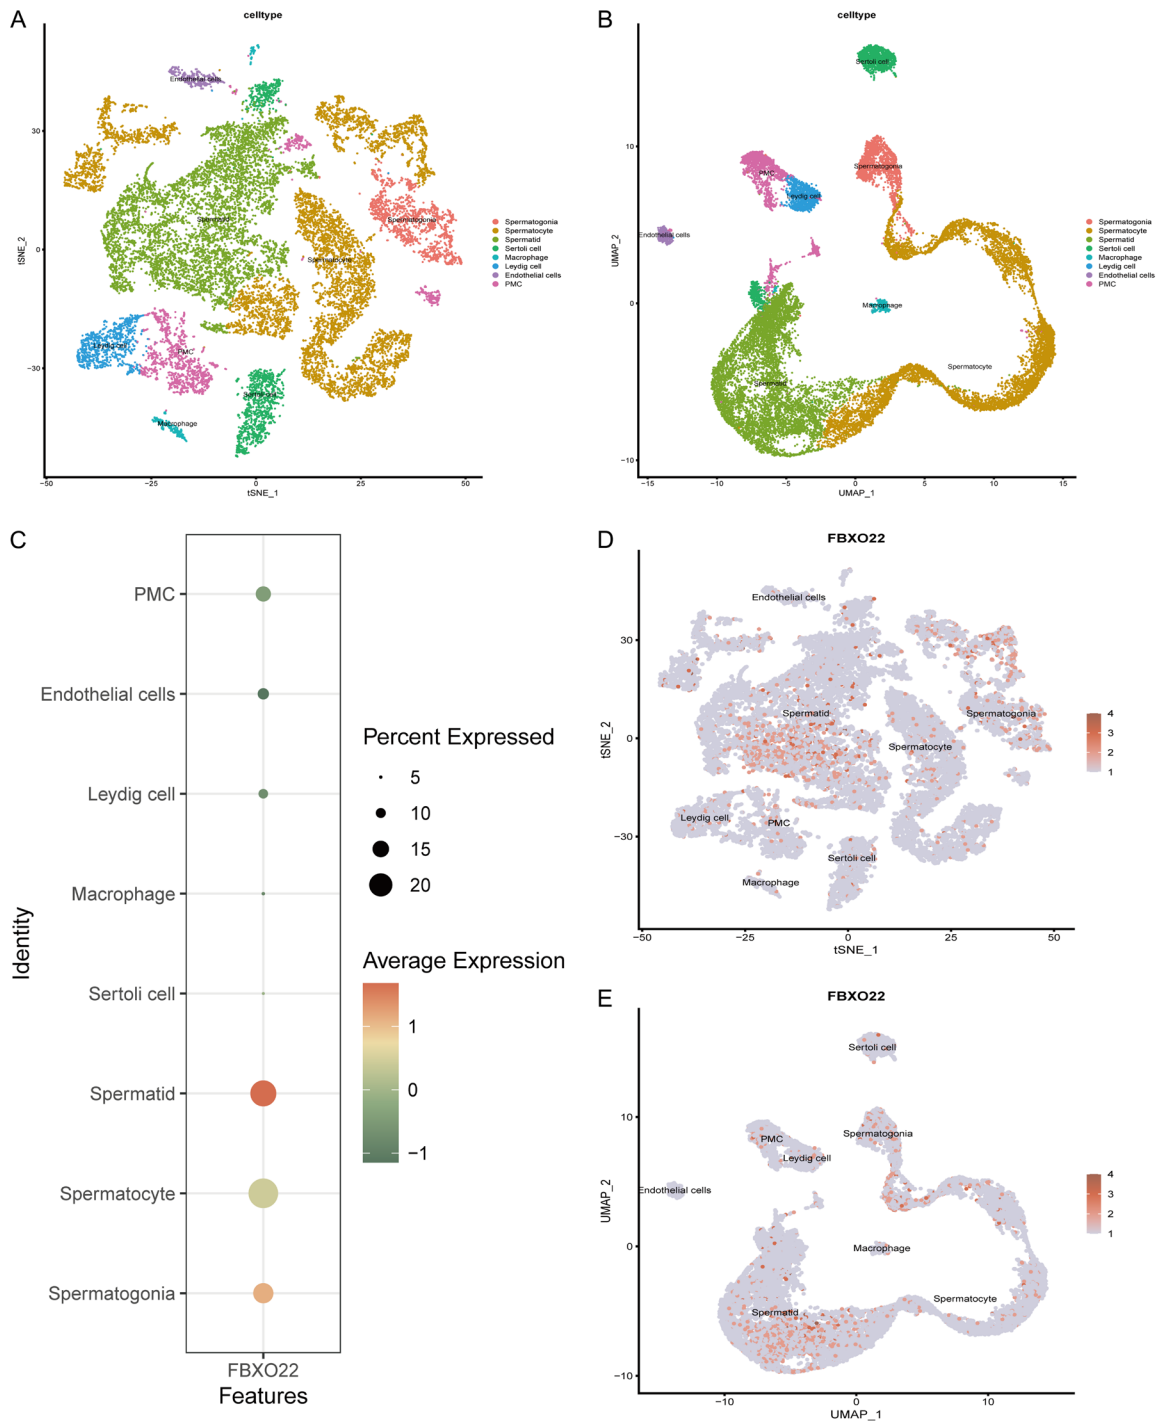 A
celltype
Endothelial cells
Spermatid
Spermatogonia
Spermatocyte
Leydig cell
PMC
Sertoli cell
Macrophage
30
0
−30
tSNE_2
−50
−25
0
25
50
tSNE_1
Spermatogonia
Spermatocyte
Spermatid
Sertoli cell
Macrophage
Leydig cell
Endothelial cells
PMC
B
celltype
Sertoli cell
Spermatogonia
PMC
Leydig cell
Endothelial cells
Macrophage
Spermatocyte
Spermatid
10
0
−10
UMAP_2
−15
−10
−5
0
5
10
15
UMAP_1
Spermatogonia
Spermatocyte
Spermatid
Sertoli cell
Macrophage
Leydig cell
Endothelial cells
PMC
C
PMC
Endothelial cells
Leydig cell
Macrophage
Sertoli cell
Spermatid
Spermatocyte
Spermatogonia
Identity
FBXO22
Features
Percent Expressed
5
10
15
20
Average Expression
1
0
−1
D
FBXO22
Endothelial cells
Spermatid
Spermatogonia
Spermatocyte
Leydig cell
PMC
Sertoli cell
Macrophage
30
0
−30
tSNE_2
−50
−25
0
25
50
tSNE_1
4
3
2
1
E
FBXO22
Sertoli cell
PMC
Spermatogonia
Leydig cell
Endothelial cells
Macrophage
Spermatocyte
Spermatid
10
0
−10
UMAP_2
−10
0
10
UMAP_1
4
3
2
1